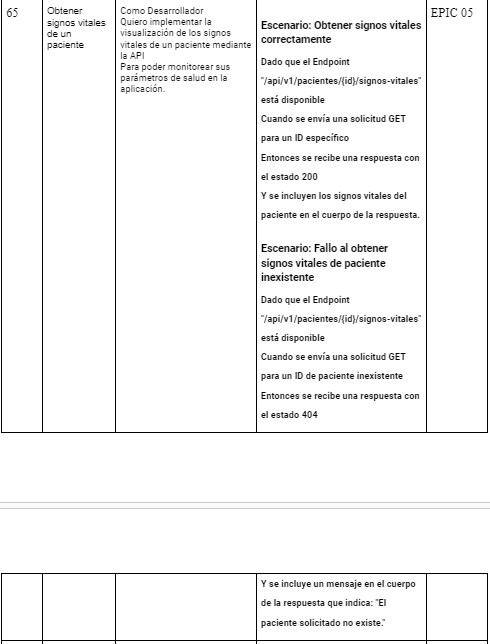 65
Obtener
signos vitales
de un
paciente
Como Desarrollador
Quiero implementar la
visualización de los signos
vitales de un paciente mediante
la API
Para poder monitorear sus
parámetros de salud en la
aplicación.
Escenario: Obtener signos vitales
correctamente
Dado que el Endpoint
"/api/v1/pacientes/{id}/signos-vitales"
está disponible
Cuando se envía una solicitud GET
para un ID específico
Entonces se recibe una respuesta con
el estado 200
Y se incluyen los signos vitales del
paciente en el cuerpo de la respuesta.
Escenario: Fallo al obtener
signos vitales de paciente
inexistente
Dado que el Endpoint
"/api/v1/pacientes/{id}/signos-vitales"
está disponible
Cuando se envía una solicitud GET
para un ID de paciente inexistente
Entonces se recibe una respuesta con
el estado 404
EPIC 05
Y se incluye un mensaje en el cuerpo
de la respuesta que indica: "El
paciente solicitado no existe."